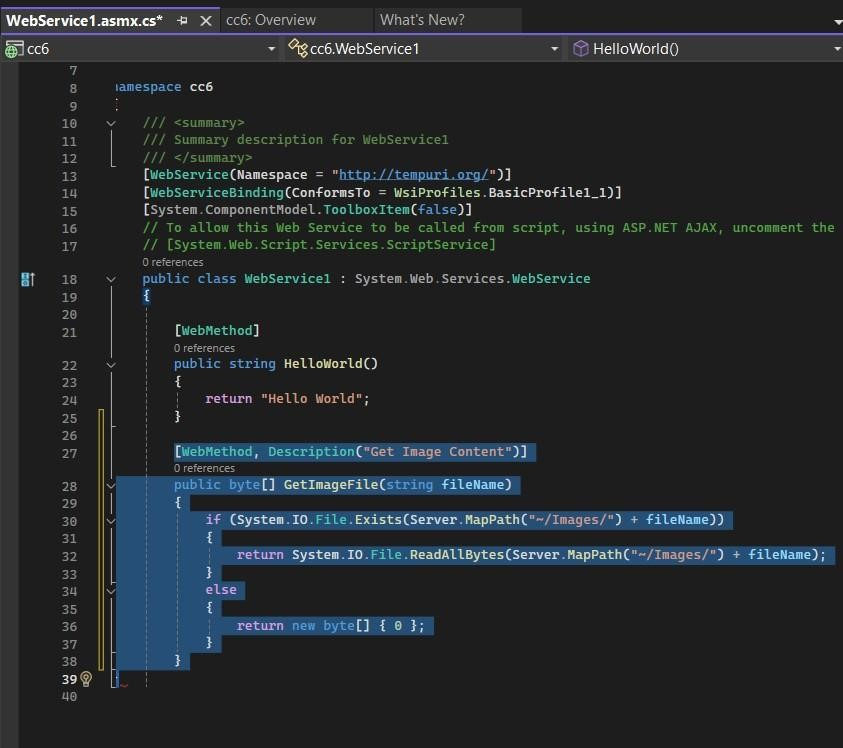 WebService1.asmx.cs* cc6: Overview What's New?
cc6 cc6.WebService1 HelloWorld()
7
8 namespace cc6
9
10 /// <summary>
11 /// Summary description for WebService1
12 /// </summary>
13 [WebService(Namespace = "http://tempuri.org/")]
14 [WebServiceBinding(ConformsTo = WsiProfiles.BasicProfile1_1)]
15 [System.ComponentModel.ToolboxItem(false)]
16 // To allow this Web Service to be called from script, using ASP.NET AJAX, uncomment the
17 // [System.Web.Script.Services.ScriptService]
0 references
18 public class WebService1 : System.Web.Services.WebService
19 {
20
21 [WebMethod]
0 references
22 public string HelloWorld()
23 {
24 return "Hello World";
25 }
26
27 [WebMethod, Description("Get Image Content")]
0 references
28 public byte[] GetImageFile(string fileName)
29 {
30 if (System.IO.File.Exists(Server.MapPath("~/Images/") + fileName))
31 {
32 return System.IO.File.ReadAllBytes(Server.MapPath("~/Images/") + fileName);
33 }
34 else
35 {
36 return new byte[] { 0 };
37 }
38 }
39
40